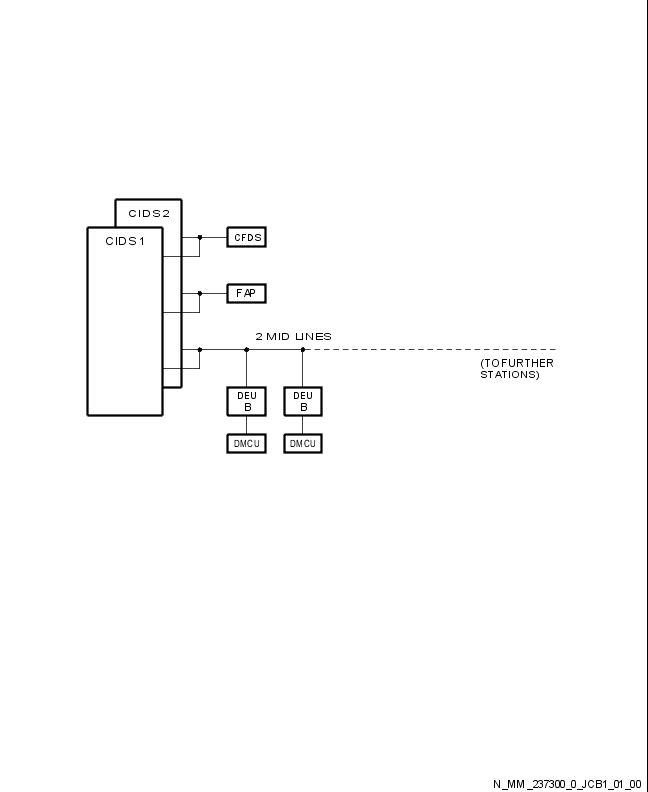 CIDS2
CIDS1
CFDS
FAP
2 MID LINES
(TO FURTHER
STATIONS)
DEU
B
DEU
B
DMCU
DMCU
N_MM_237300_0_JCB1_01_00